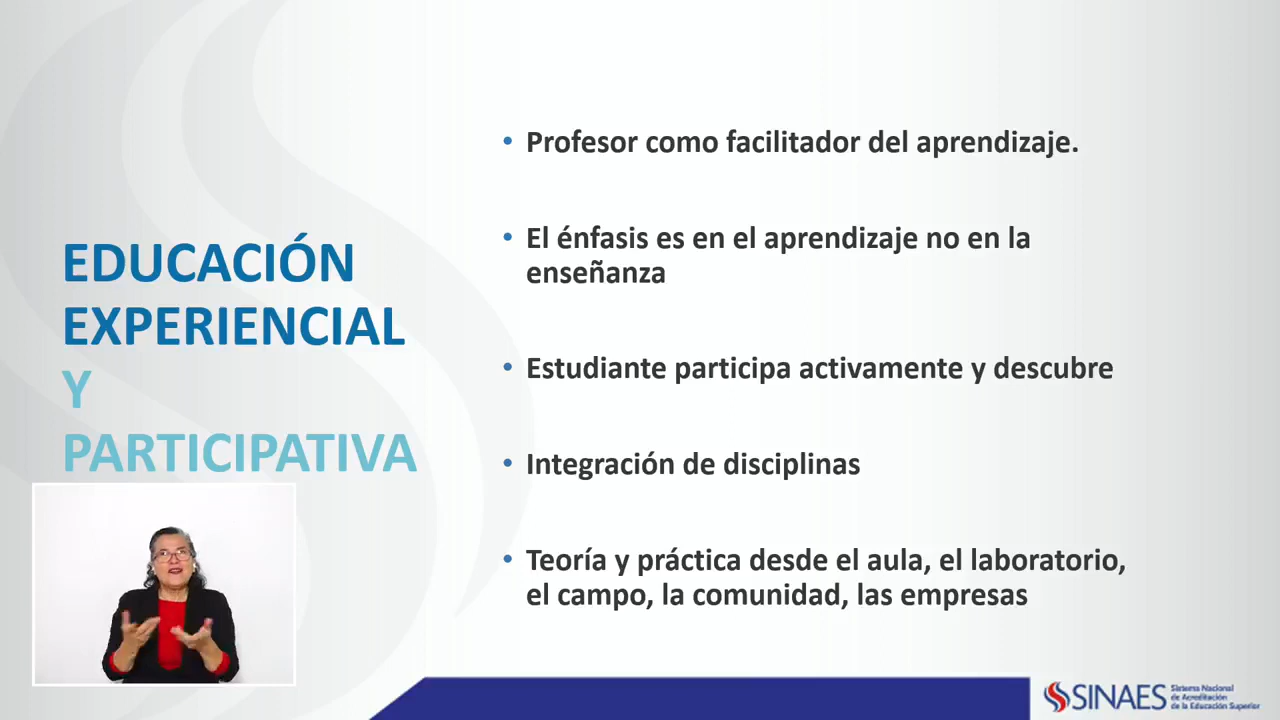 EDUCACIÓN
EXPERIENCIAL
Y
PARTICIPATIVA
• Profesor como facilitador del aprendizaje.
• El énfasis es en el aprendizaje no en la
enseñanza
• Estudiante participa activamente y descubre
• Integración de disciplinas
• Teoría y práctica desde el aula, el laboratorio,
el campo, la comunidad, las empresas
SINAES
Sistema Nacional
de Acreditación
de la Educación Superior